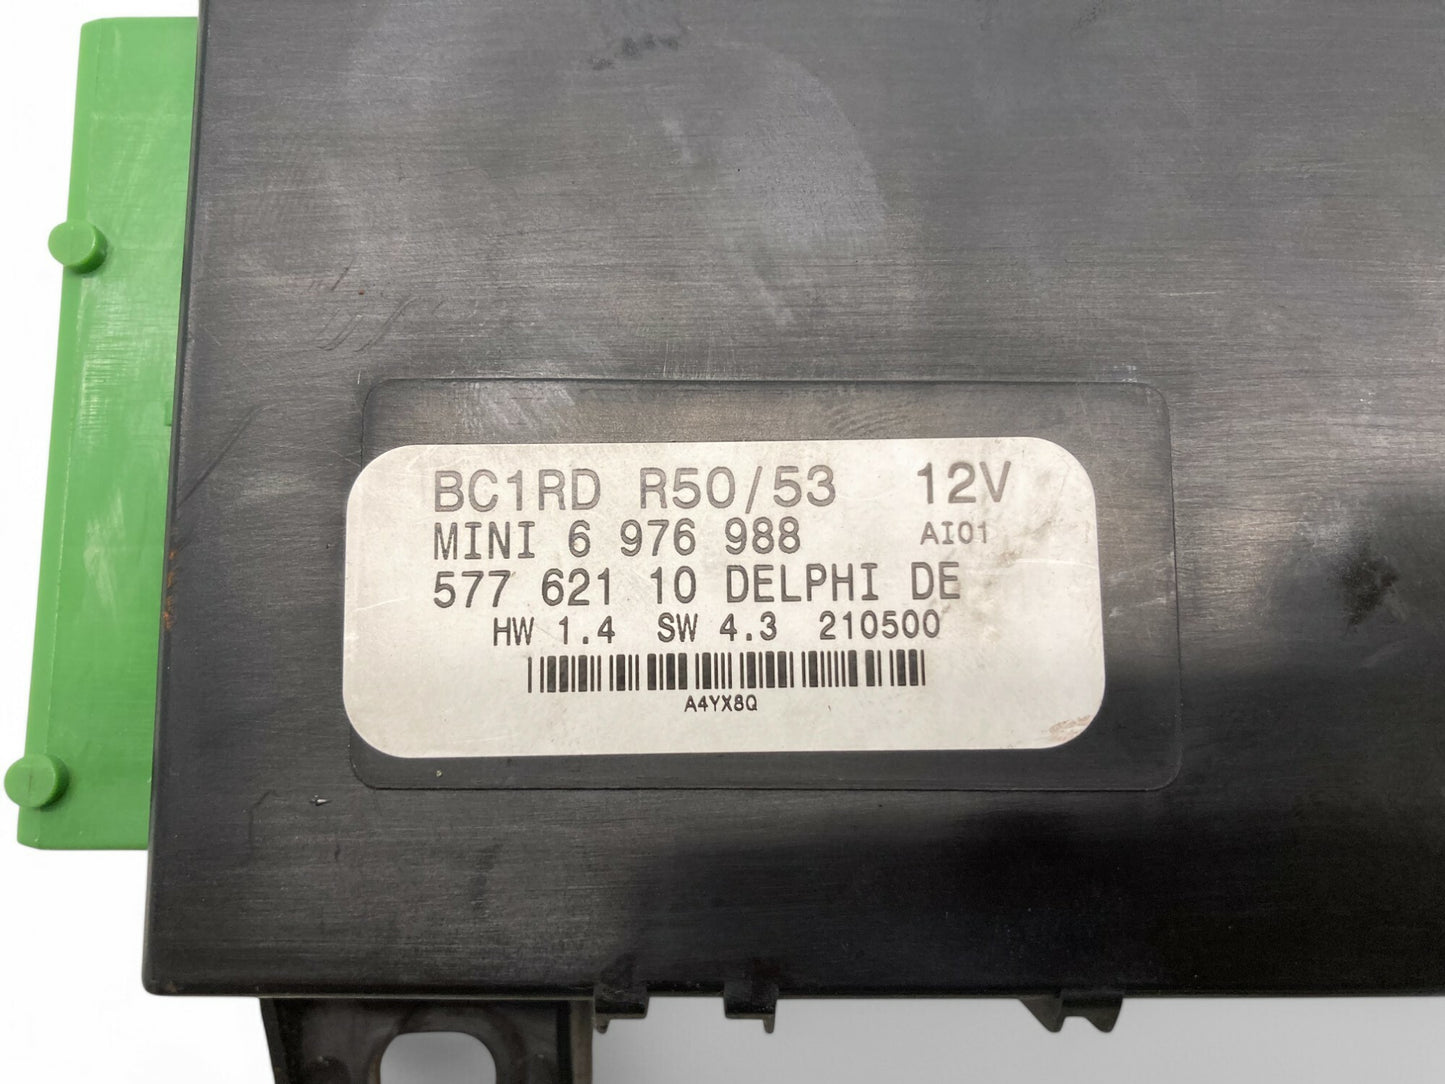 BC1RD R50/53 12V
MINI 6 976 988 AI01
577 621 10 DELPHI DE
HW 1.4 SW 4.3 210500
A4YX8Q